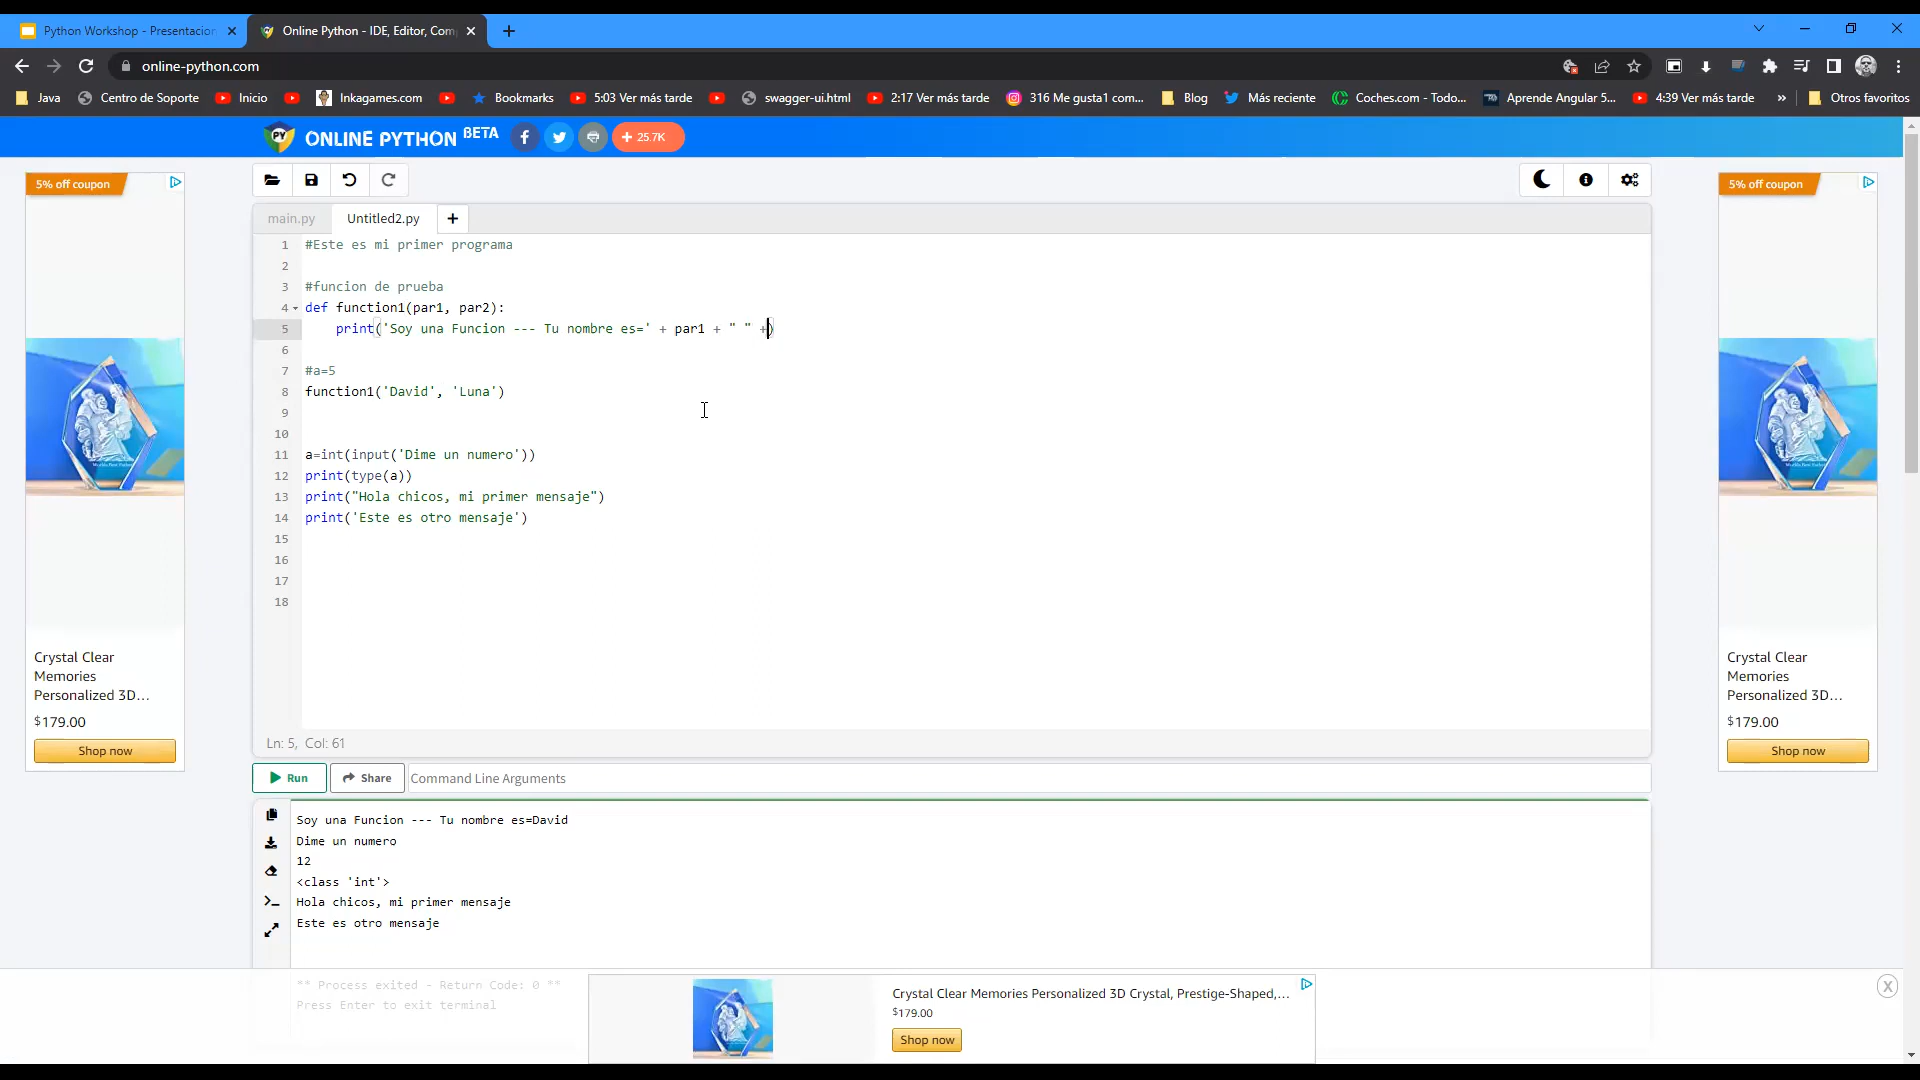 Python Workshop - Presentacion
Online Python - IDE, Editor, Com
online-python.com
Java
Centro de Soporte
Inicio
Inkagames.com
Bookmarks
5:03 Ver más tarde
swagger-ui.html
2:17 Ver más tarde
316 Me gusta1 com...
Blog
Más reciente
Coches.com - Todo...
Aprende Angular 5...
4:39 Ver más tarde
»
Otros favoritos
PY
ONLINE PYTHON BETA
+ 25.7K
5% off coupon
5% off coupon
main.py
Untitled2.py
+
1 #Este es mi primer programa
2
3 #funcion de prueba
4 def function1(par1, par2):
5 print('Soy una Funcion --- Tu nombre es=' + par1 + " " +)
6
7 #a=5
8 function1('David', 'Luna')
9
10
11 a=int(input('Dime un numero'))
12 print(type(a))
13 print("Hola chicos, mi primer mensaje")
14 print('Este es otro mensaje')
15
16
17
18
Crystal Clear
Memories
Personalized 3D...
$179.00
Shop now
Crystal Clear
Memories
Personalized 3D...
$179.00
Shop now
Ln: 5, Col: 61
Run
Share
Command Line Arguments
Soy una Funcion --- Tu nombre es=David
Dime un numero
12
<class 'int'>
Hola chicos, mi primer mensaje
Este es otro mensaje
** Process exited - Return Code: 0 **
Press Enter to exit terminal
Crystal Clear Memories Personalized 3D Crystal, Prestige-Shaped,...
$179.00
Shop now
X